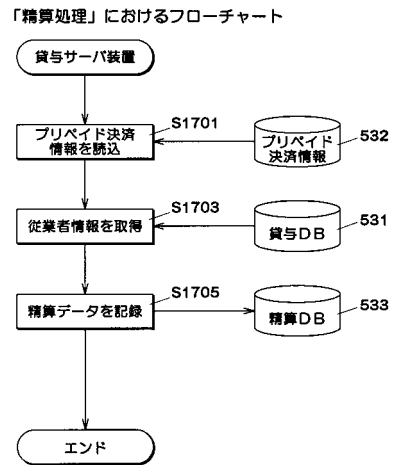 「精算処理」におけるフローチャート
貸与サーバ装置
S1701
プリペイド決済
情報を読込
プリペイド
決済情報
532
S1703
従業者情報を取得
貸与DB
531
S1705
精算データを記録
精算DB
533
エンド